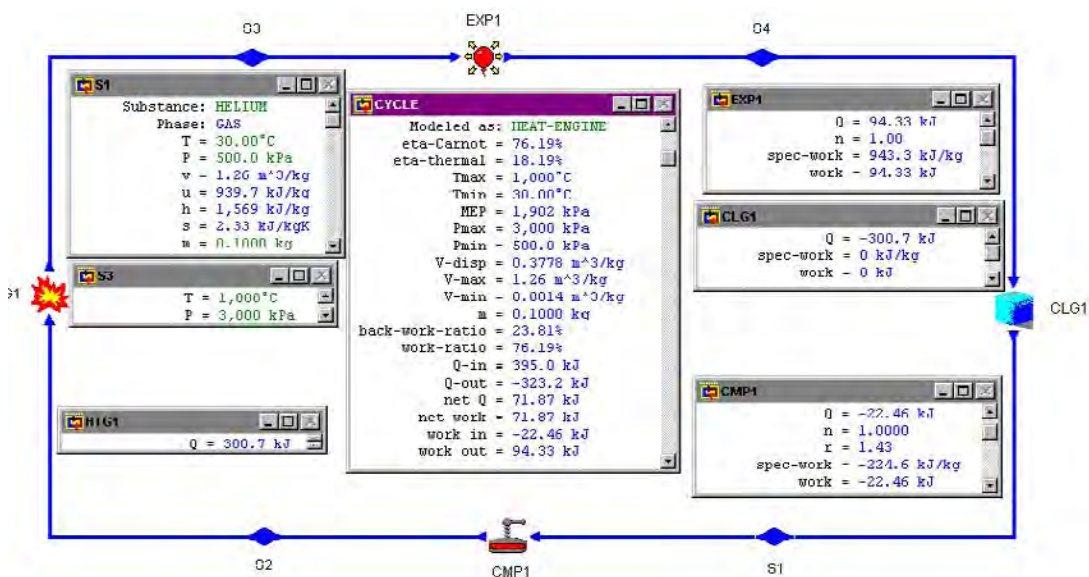 S3
EXP1
S4
S1
Substance: HELIUM
Phase: GAS
T = 30.00°C
P = 500.0 kPa
v = 1.26 m^3/kg
u = 939.7 kJ/kg
h = 1,569 kJ/kg
s = 2.33 kJ/kgK
m = 0.1000 kg
CYCLE
Modeled as: HEAT-ENGINE
eta-Carnot = 76.19%
eta-thermal = 18.19%
Tmax = 1,000°C
Tmin = 30.00°C
MEP = 1,902 kPa
Pmax = 3,000 kPa
Pmin = 500.0 kPa
V-disp = 0.3778 m^3/kg
V-max = 1.26 m^3/kg
V-min = 0.0014 m^3/kg
m = 0.1000 kg
back-work-ratio = 23.81%
work-ratio = 76.19%
Q-in = 395.0 kJ
Q-out = -323.2 kJ
net Q = 71.87 kJ
net work = 71.87 kJ
work in = -22.46 kJ
work out = 94.33 kJ
EXP1
Q = 94.33 kJ
n = 1.00
spec-work = 943.3 kJ/kg
work = 94.33 kJ
CLG1
Q = -300.7 kJ
spec-work = 0 kJ/kg
work = 0 kJ
S3
T = 1,000°C
P = 3,000 kPa
CLG1
HTG1
Q = 300.7 kJ
CMP1
Q = -22.46 kJ
n = 1.0000
r = 1.43
spec-work = -224.6 kJ/kg
work = -22.46 kJ
S2
CMP1
S1